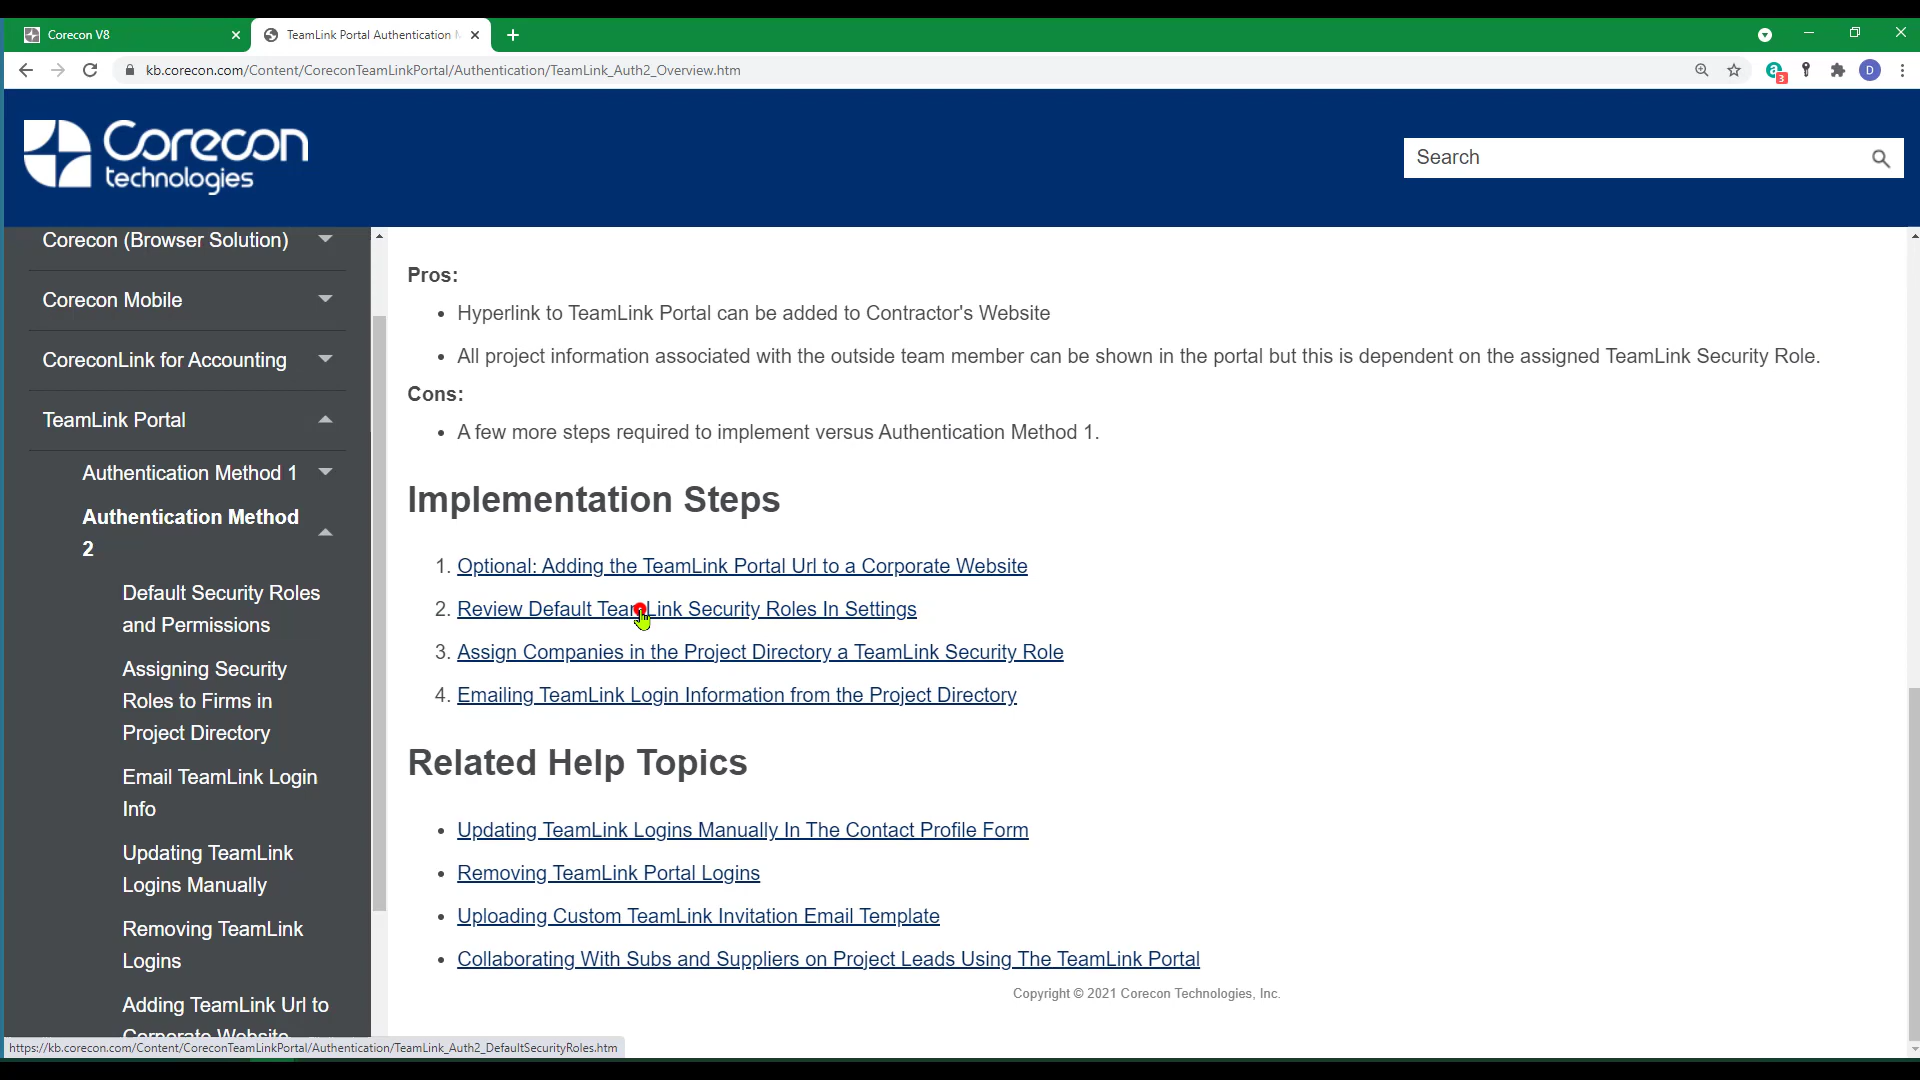 Corecon V8
TeamLink Portal Authentication
kb.corecon.com/Content/CoreconTeamLinkPortal/Authentication/TeamLink_Auth2_Overview.htm
3
D
Corecon
technologies
Search
Corecon (Browser Solution)
Corecon Mobile
CoreconLink for Accounting
TeamLink Portal
Authentication Method 1
Authentication Method
2
Default Security Roles
and Permissions
Assigning Security
Roles to Firms in
Project Directory
Email TeamLink Login
Info
Updating TeamLink
Logins Manually
Removing TeamLink
Logins
Adding TeamLink Url to
Corporate Website
Pros:
• Hyperlink to TeamLink Portal can be added to Contractor's Website
• All project information associated with the outside team member can be shown in the portal but this is dependent on the assigned TeamLink Security Role.
Cons:
• A few more steps required to implement versus Authentication Method 1.
Implementation Steps
1. Optional: Adding the TeamLink Portal Url to a Corporate Website
2. Review Default TeamLink Security Roles In Settings
3. Assign Companies in the Project Directory a TeamLink Security Role
4. Emailing TeamLink Login Information from the Project Directory
Related Help Topics
• Updating TeamLink Logins Manually In The Contact Profile Form
• Removing TeamLink Portal Logins
• Uploading Custom TeamLink Invitation Email Template
• Collaborating With Subs and Suppliers on Project Leads Using The TeamLink Portal
Copyright © 2021 Corecon Technologies, Inc.
https://kb.corecon.com/Content/CoreconTeamLinkPortal/Authentication/TeamLink_Auth2_DefaultSecurityRoles.htm